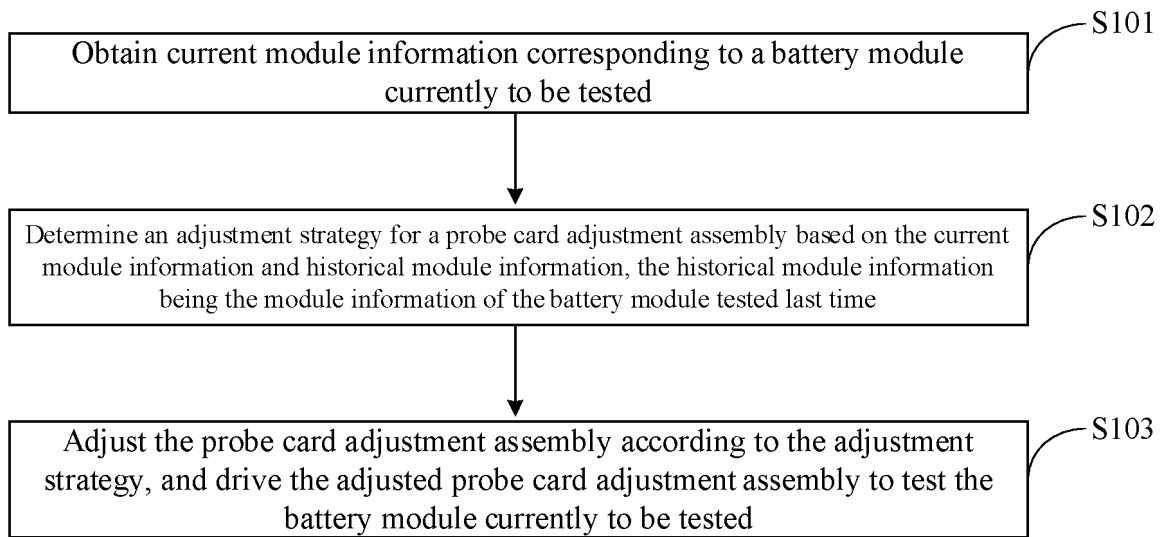 S101
Obtain current module information corresponding to a battery module
currently to be tested
S102
Determine an adjustment strategy for a probe card adjustment assembly based on the current
module information and historical module information, the historical module information
being the module information of the battery module tested last time
S103
Adjust the probe card adjustment assembly according to the adjustment
strategy, and drive the adjusted probe card adjustment assembly to test the
battery module currently to be tested